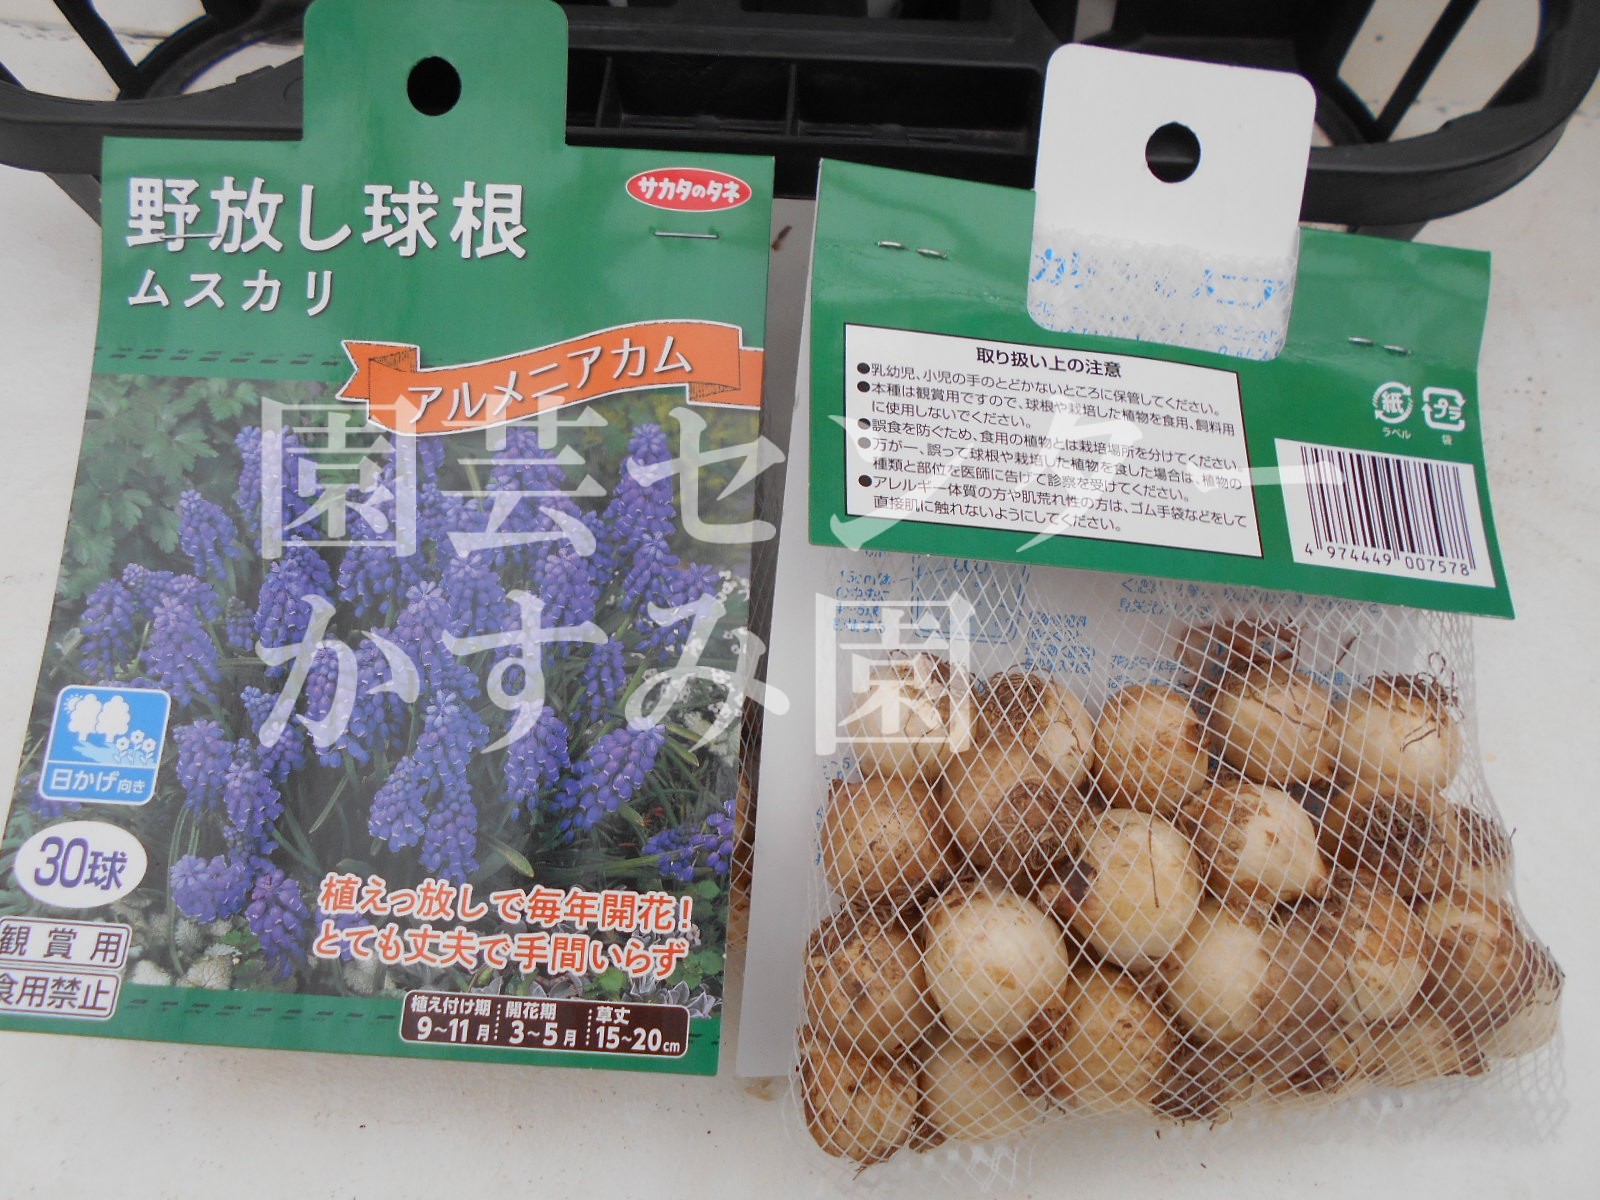 野放し球根
ムスカリ
サカタのタネ
アルメニアカム
日かげ向き
30球
観賞用
食用禁止
植えっ放しで毎年開花!
とても丈夫で手間いらず
植え付け期
9~11月
開花期
3~5月
草丈
15~20cm
取り扱い上の注意
●乳幼児、小児の手のとどかないところに保管してください。
●本種は観賞用ですので、球根や栽培した植物を食用、飼料用
に使用しないでください。
●誤食を防ぐため、食用の植物とは栽培場所を分けてください。
●万が一、誤って球根や栽培した植物を食した場合は、植物の
種類と部位を医師に告げて診察を受けてください。
●アレルギー体質の方や肌荒れ性の方は、ゴム手袋などをして
直接肌に触れないようにしてください。
紙
ラベル
プラ
袋
4 974449 007578
園芸センター
かすみ園